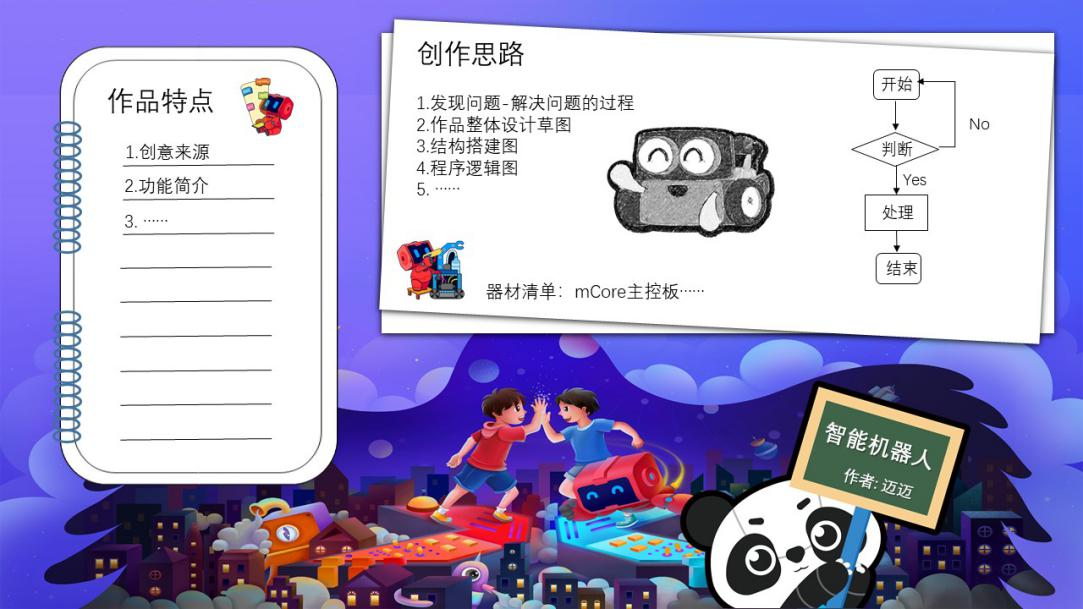 作品特点
1.创意来源
2.功能简介
3. ······
创作思路
1.发现问题-解决问题的过程
2.作品整体设计草图
3.结构搭建图
4.程序逻辑图
5. ······
器材清单：mCore主控板······
开始
判断
No
Yes
处理
结束
智能机器人
作者: 迈迈